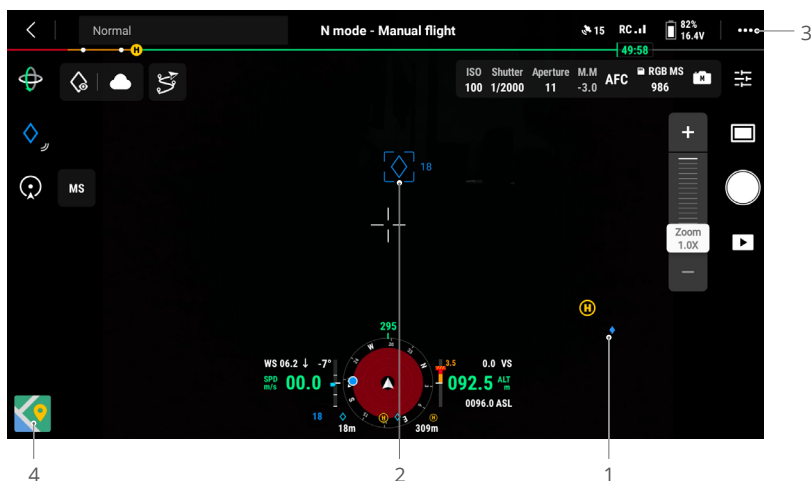 Normal
N mode - Manual flight
15 RC 82%
16.4V
3
H
49:58
ISO Shutter Aperture M.M AFC RGB MS
100 1/2000 11 -3.0 986
MS
18
+
Zoom
1.0X
−
H
295
W N
S E
WS 06.2 ↓ -7° 3.5 0.0 VS
SPD
m/s 00.0 092.5 ALT
m
0096.0 ASL
18 H H
18m 309m
4 2 1